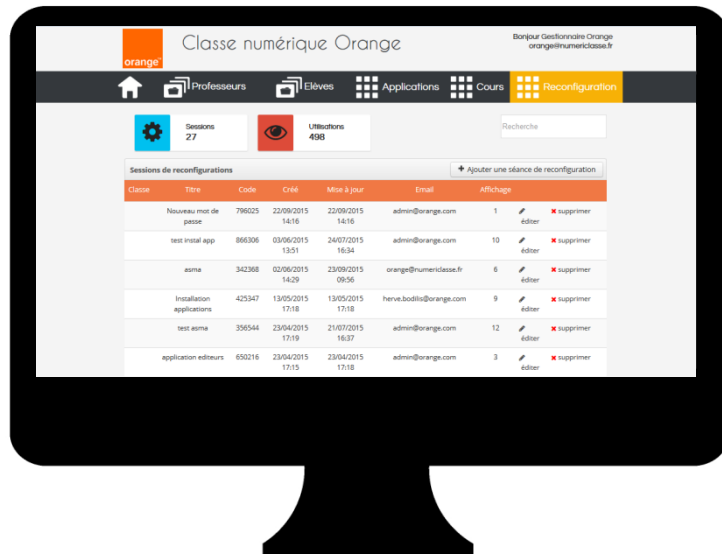 orange
Classe numérique Orange
Bonjour Gestionnaire Orange
orange@numericlasse.fr
Professeurs
Elèves
Applications
Cours
Reconfiguration
Sessions
27
Utilisations
498
Recherche
Sessions de reconfigurations
+ Ajouter une séance de reconfiguration
Classe Titre Code Créé Mise à jour Email Affichage
Nouveau mot de passe 796025 22/09/2015 14:16 22/09/2015 14:16 admin@orange.com 1 éditer supprimer
test instal app 866306 03/06/2015 13:51 24/07/2015 16:34 admin@orange.com 10 éditer supprimer
asma 342368 02/06/2015 14:29 23/09/2015 09:56 orange@numericlasse.fr 6 éditer supprimer
Installation applications 425347 13/05/2015 17:18 13/05/2015 17:18 herve.bodilis@orange.com 9 éditer supprimer
test asma 356544 23/04/2015 17:19 21/07/2015 16:37 admin@orange.com 12 éditer supprimer
application editeurs 650216 23/04/2015 17:15 23/04/2015 17:18 admin@orange.com 3 éditer supprimer